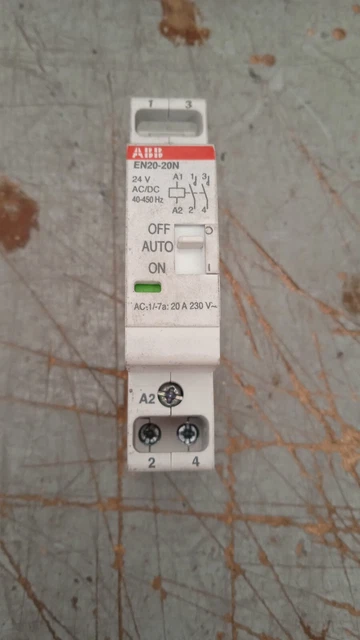 1 3
ABB
EN20-20N
24 V
AC/DC
40-450 Hz
A1 1 3
A2 2 4
OFF
AUTO
ON
AC-1/-7a: 20 A 230 V~
A2
2 4